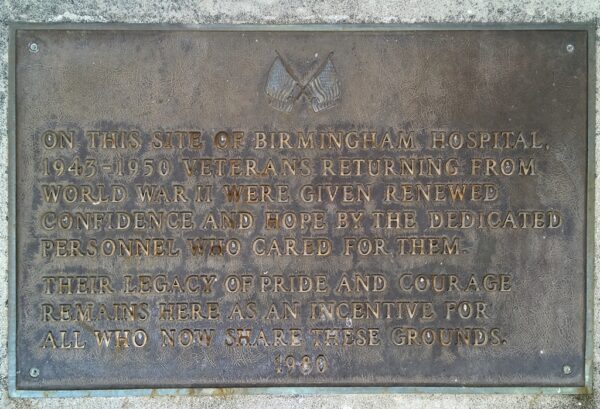 ON THIS SITE OF BIRMINGHAM HOSPITAL,
1943-1950 VETERANS RETURNING FROM
WORLD WAR II WERE GIVEN RENEWED
CONFIDENCE AND HOPE BY THE DEDICATED
PERSONNEL WHO CARED FOR THEM.
THEIR LEGACY OF PRIDE AND COURAGE
REMAINS HERE AS AN INCENTIVE FOR
ALL WHO NOW SHARE THESE GROUNDS.
1980